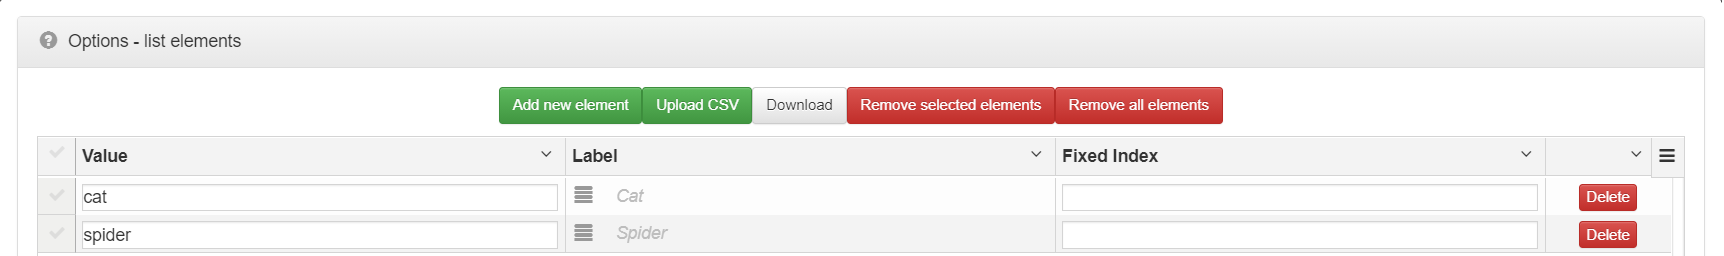 Options - list elements
Add new element Upload CSV Download Remove selected elements Remove all elements
Value Label Fixed Index
cat Cat Delete
spider Spider Delete